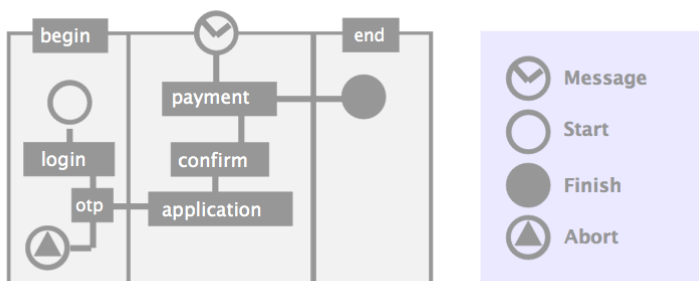 begin
end
payment
login
confirm
otp
application
Message
Start
Finish
Abort